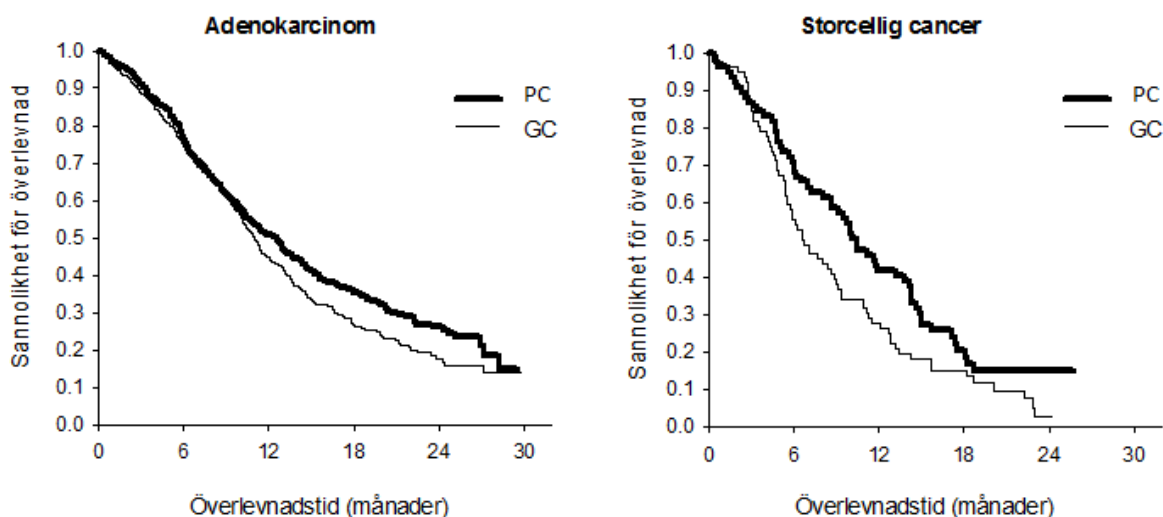 Adenokarcinom
Sannolikhet för överlevnad
1.0
0.9
0.8
0.7
0.6
0.5
0.4
0.3
0.2
0.1
0.0
PC
GC
0 6 12 18 24 30
Överlevnadstid (månader)
Storcellig cancer
Sannolikhet för överlevnad
1.0
0.9
0.8
0.7
0.6
0.5
0.4
0.3
0.2
0.1
0.0
PC
GC
0 6 12 18 24 30
Överlevnadstid (månader)